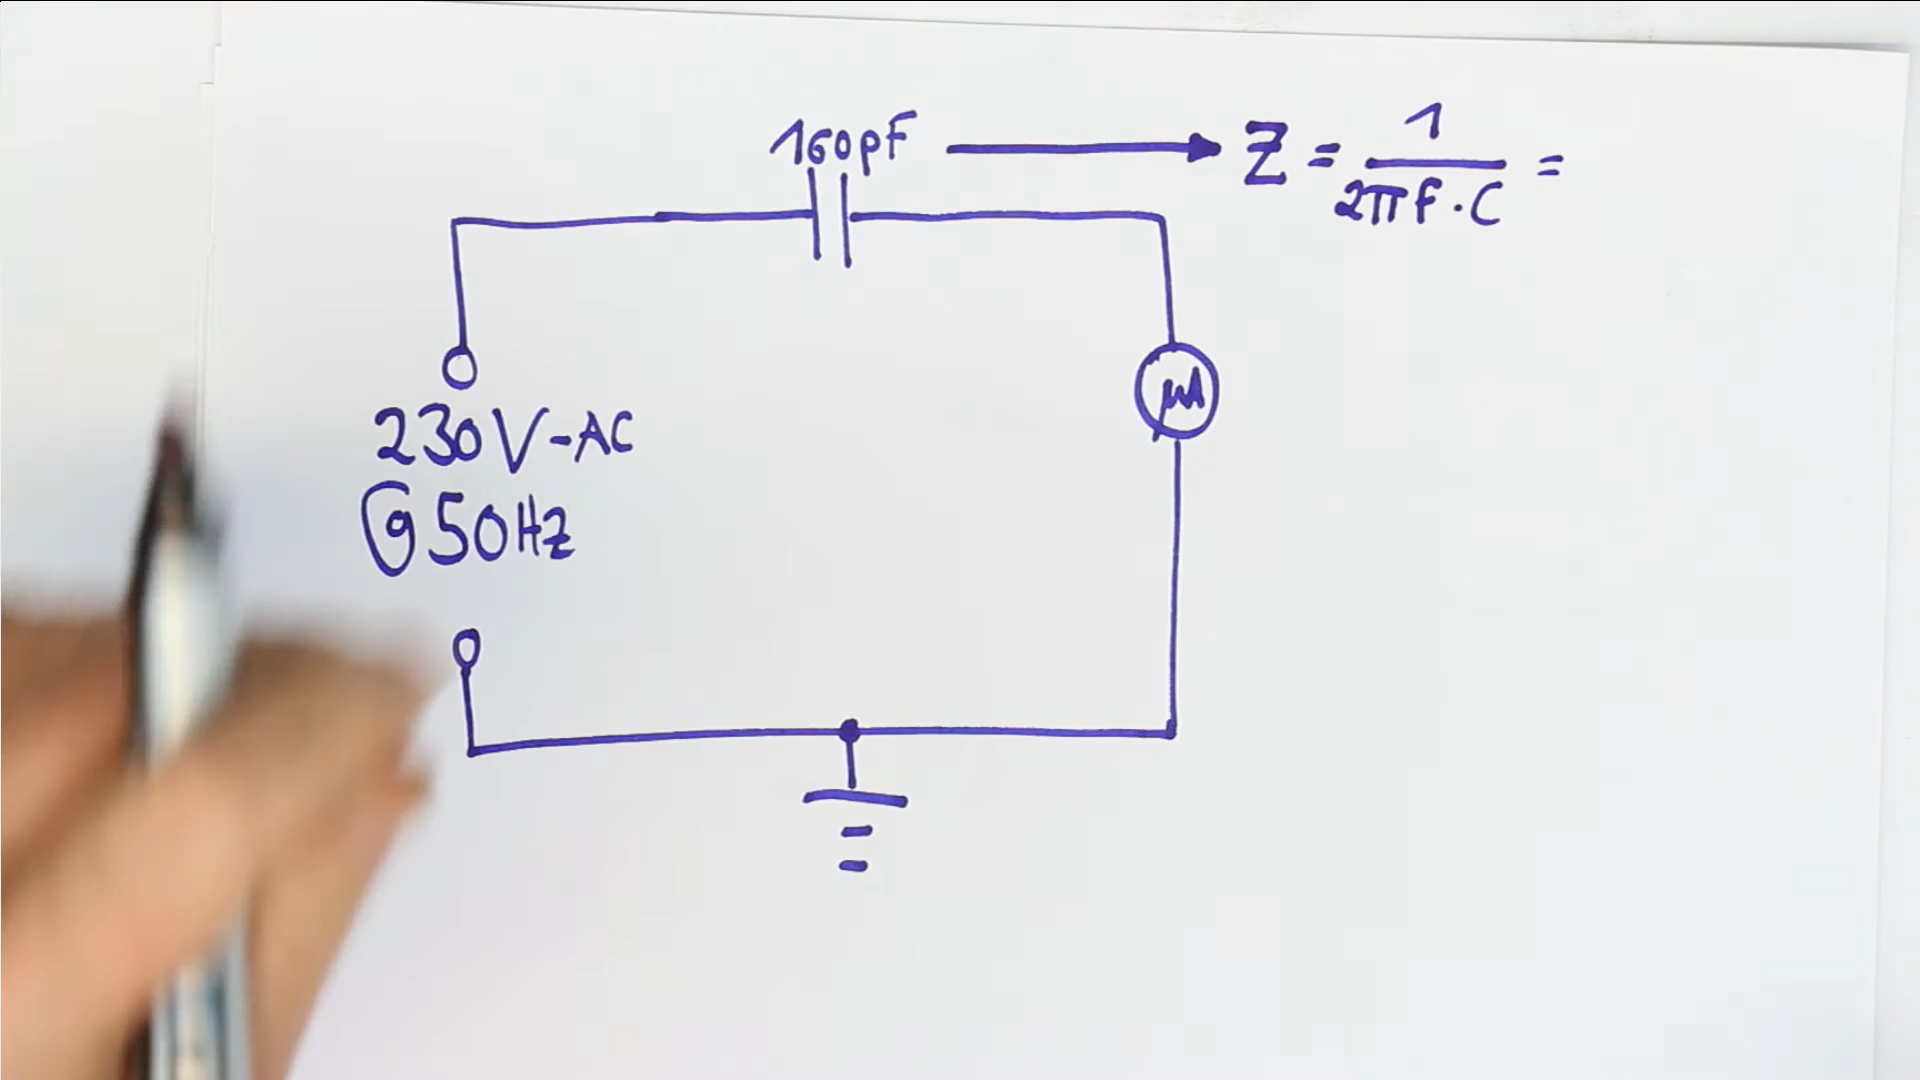 160pF
Z = 1/(2πf·C) =
μA
230V-AC
@50Hz